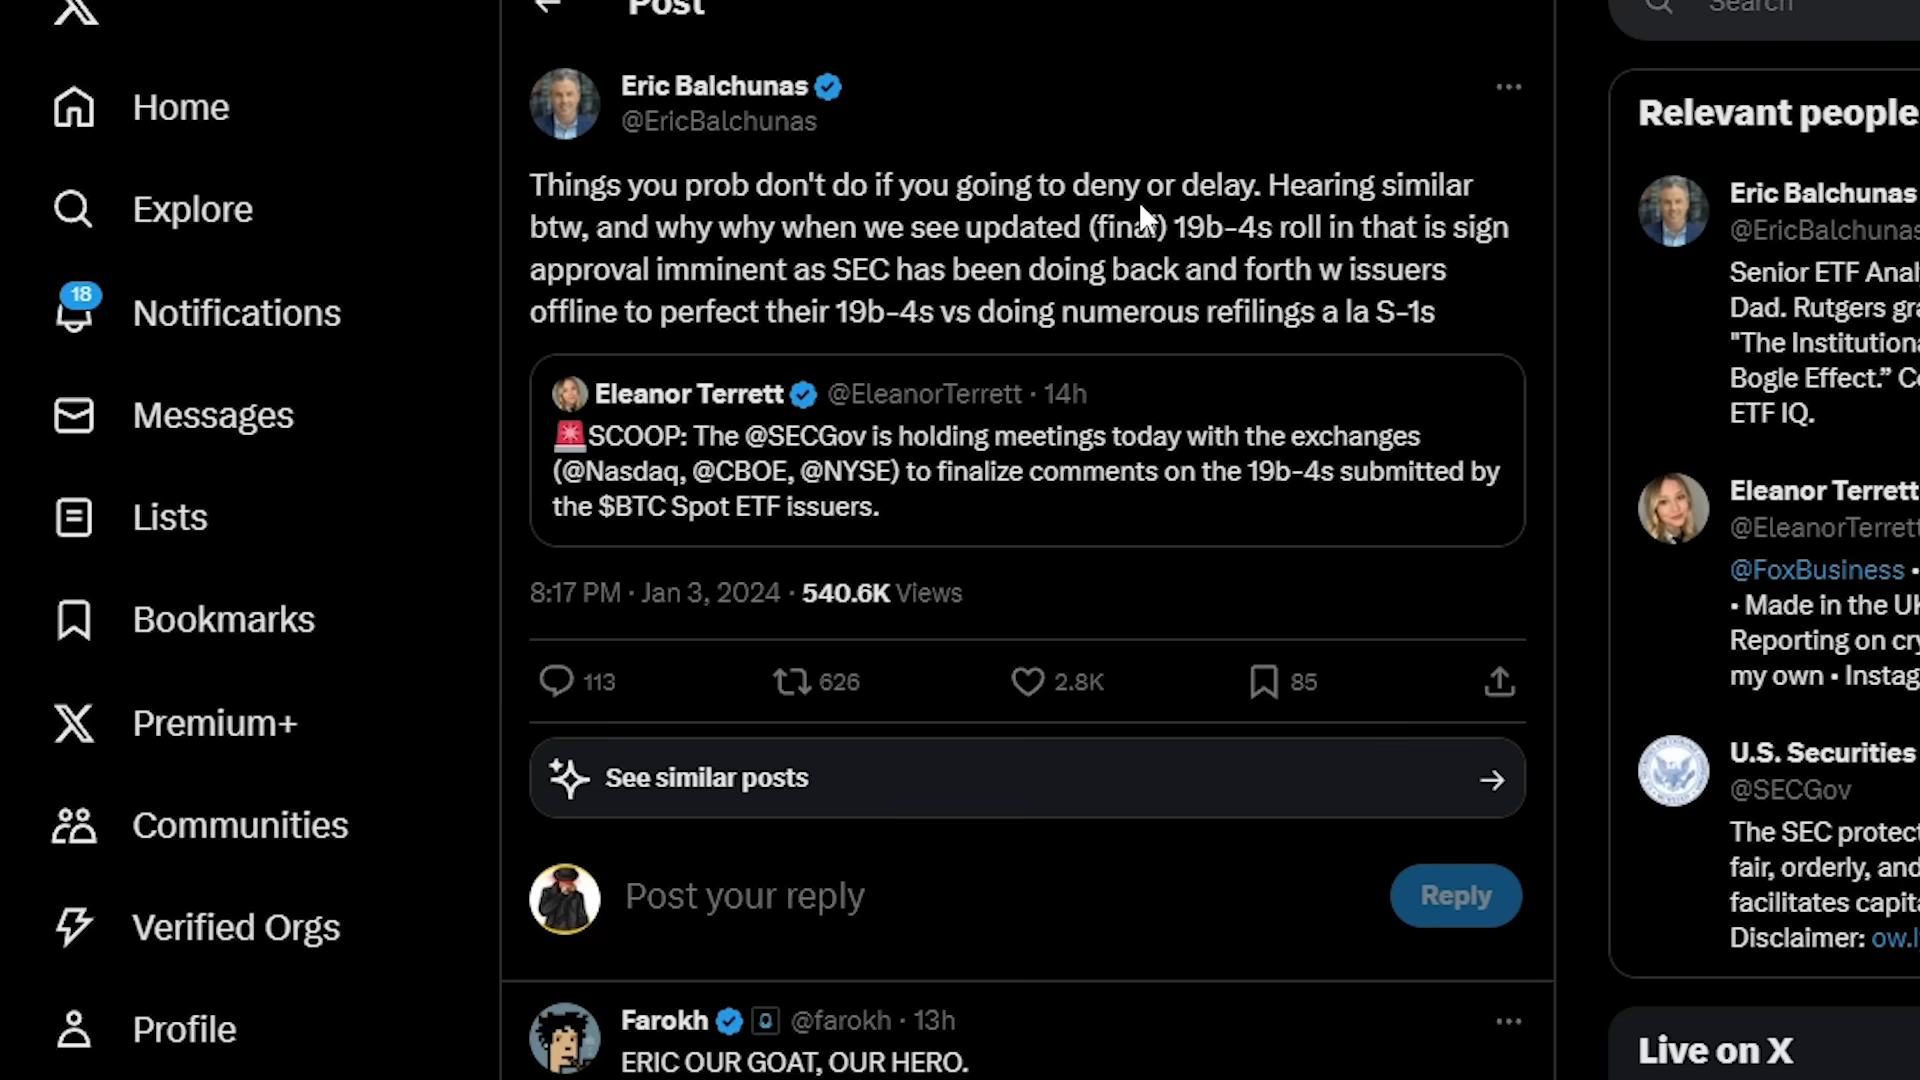 Post
Search
Home
Explore
18
Notifications
Messages
Lists
Bookmarks
Premium+
Communities
Verified Orgs
Profile
Eric Balchunas
@EricBalchunas
Things you prob don't do if you going to deny or delay. Hearing similar
btw, and why why when we see updated (final) 19b-4s roll in that is sign
approval imminent as SEC has been doing back and forth w issuers
offline to perfect their 19b-4s vs doing numerous refilings a la S-1s
Eleanor Terrett @EleanorTerrett · 14h
🚨SCOOP: The @SECGov is holding meetings today with the exchanges
(@Nasdaq, @CBOE, @NYSE) to finalize comments on the 19b-4s submitted by
the $BTC Spot ETF issuers.
8:17 PM · Jan 3, 2024 · 540.6K Views
113 626 2.8K 85
See similar posts
Post your reply
Reply
Farokh @farokh · 13h
ERIC OUR GOAT, OUR HERO.
Relevant people
Eric Balchunas
@EricBalchunas
Senior ETF
Dad. Rutgers
"The
Bogle Effect.”
ETF IQ.
Eleanor Terrett
@EleanorTerrett
@FoxBusiness •
• Made in the
Reporting on
my own •
U.S. Securities
@SECGov
The SEC
fair, orderly, and
facilitates
Disclaimer:
Live on X